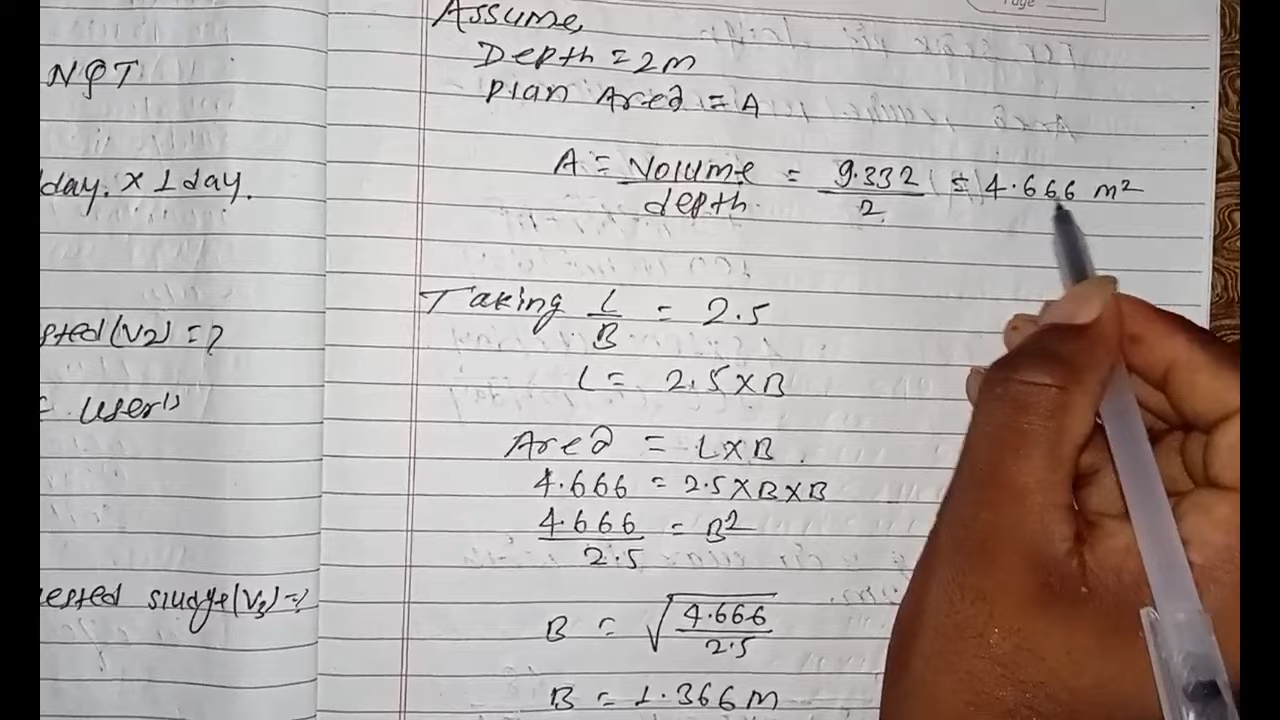 Page
NQT
day. x 1 day.
sted (V2) = ?
= user's
ested sludge (V3) = ?
Assume,
Depth = 2m
Plan Area = A
A = Volume / depth. = 9.332 / 2 = 4.666 m²
Taking L / B = 2.5
L = 2.5 x B
Area = L x B.
4.666 = 2.5 x B x B
4.666 / 2.5 = B²
B = √(4.666 / 2.5)
B = 1.366 m